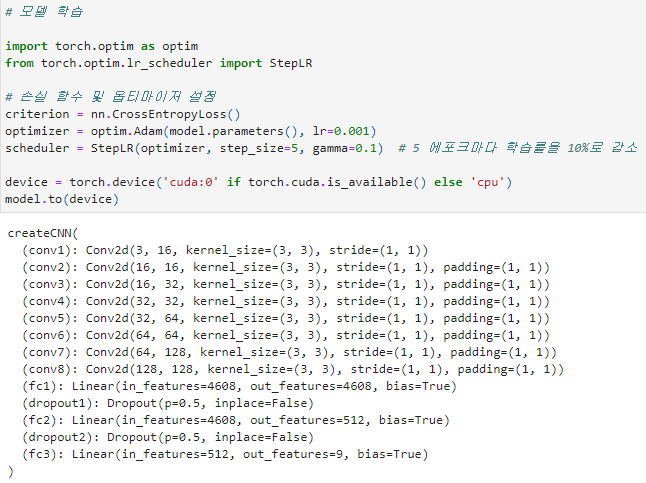 # 모델 학습
import torch.optim as optim
from torch.optim.lr_scheduler import StepLR
# 손실 함수 및 옵티마이저 설정
criterion = nn.CrossEntropyLoss()
optimizer = optim.Adam(model.parameters(), lr=0.001)
scheduler = StepLR(optimizer, step_size=5, gamma=0.1)  # 5 에포크마다 학습률을 10%로 감소
device = torch.device('cuda:0' if torch.cuda.is_available() else 'cpu')
model.to(device)
createCNN(
  (conv1): Conv2d(3, 16, kernel_size=(3, 3), stride=(1, 1))
  (conv2): Conv2d(16, 16, kernel_size=(3, 3), stride=(1, 1), padding=(1, 1))
  (conv3): Conv2d(16, 32, kernel_size=(3, 3), stride=(1, 1), padding=(1, 1))
  (conv4): Conv2d(32, 32, kernel_size=(3, 3), stride=(1, 1), padding=(1, 1))
  (conv5): Conv2d(32, 64, kernel_size=(3, 3), stride=(1, 1), padding=(1, 1))
  (conv6): Conv2d(64, 64, kernel_size=(3, 3), stride=(1, 1), padding=(1, 1))
  (conv7): Conv2d(64, 128, kernel_size=(3, 3), stride=(1, 1), padding=(1, 1))
  (conv8): Conv2d(128, 128, kernel_size=(3, 3), stride=(1, 1), padding=(1, 1))
  (fc1): Linear(in_features=4608, out_features=4608, bias=True)
  (dropout1): Dropout(p=0.5, inplace=False)
  (fc2): Linear(in_features=4608, out_features=512, bias=True)
  (dropout2): Dropout(p=0.5, inplace=False)
  (fc3): Linear(in_features=512, out_features=9, bias=True)
)